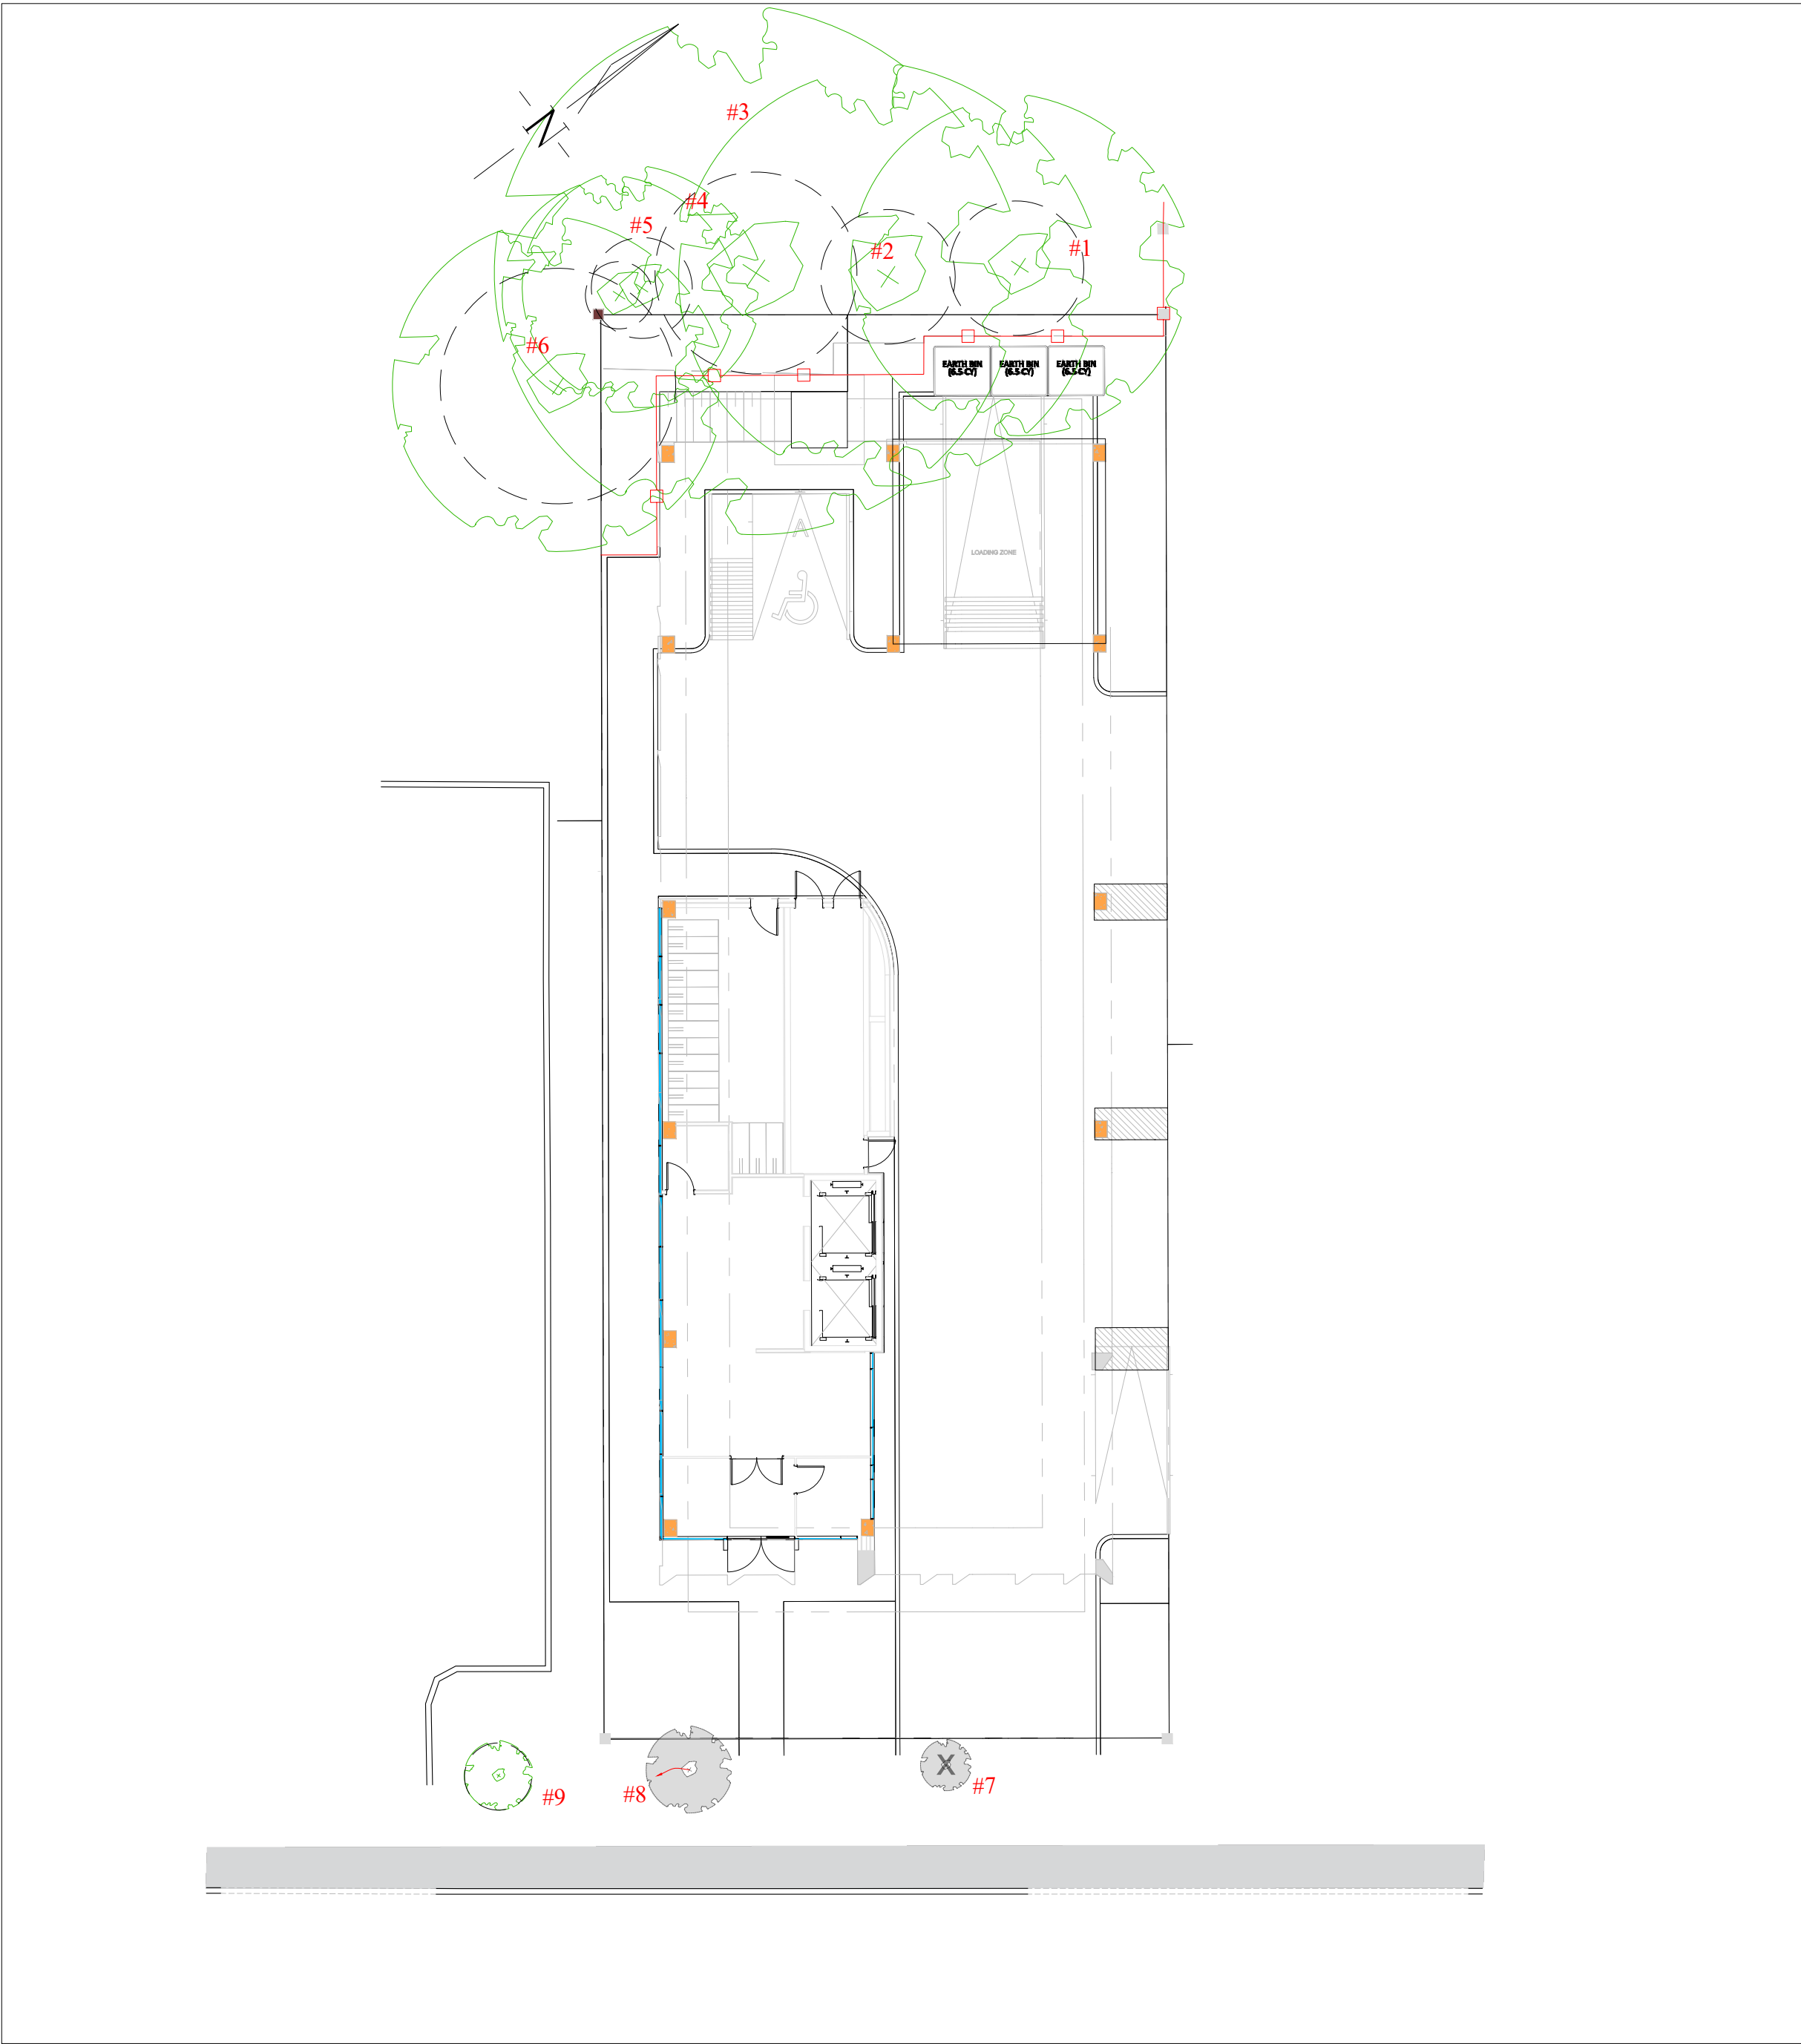 #3
N
#4
#5
#2
#1
#6
EARTH BIN
(6.5 CY)
EARTH BIN
(6.5 CY)
EARTH BIN
(6.5 CY)
A
LOADING ZONE
X
#7
#8
#9